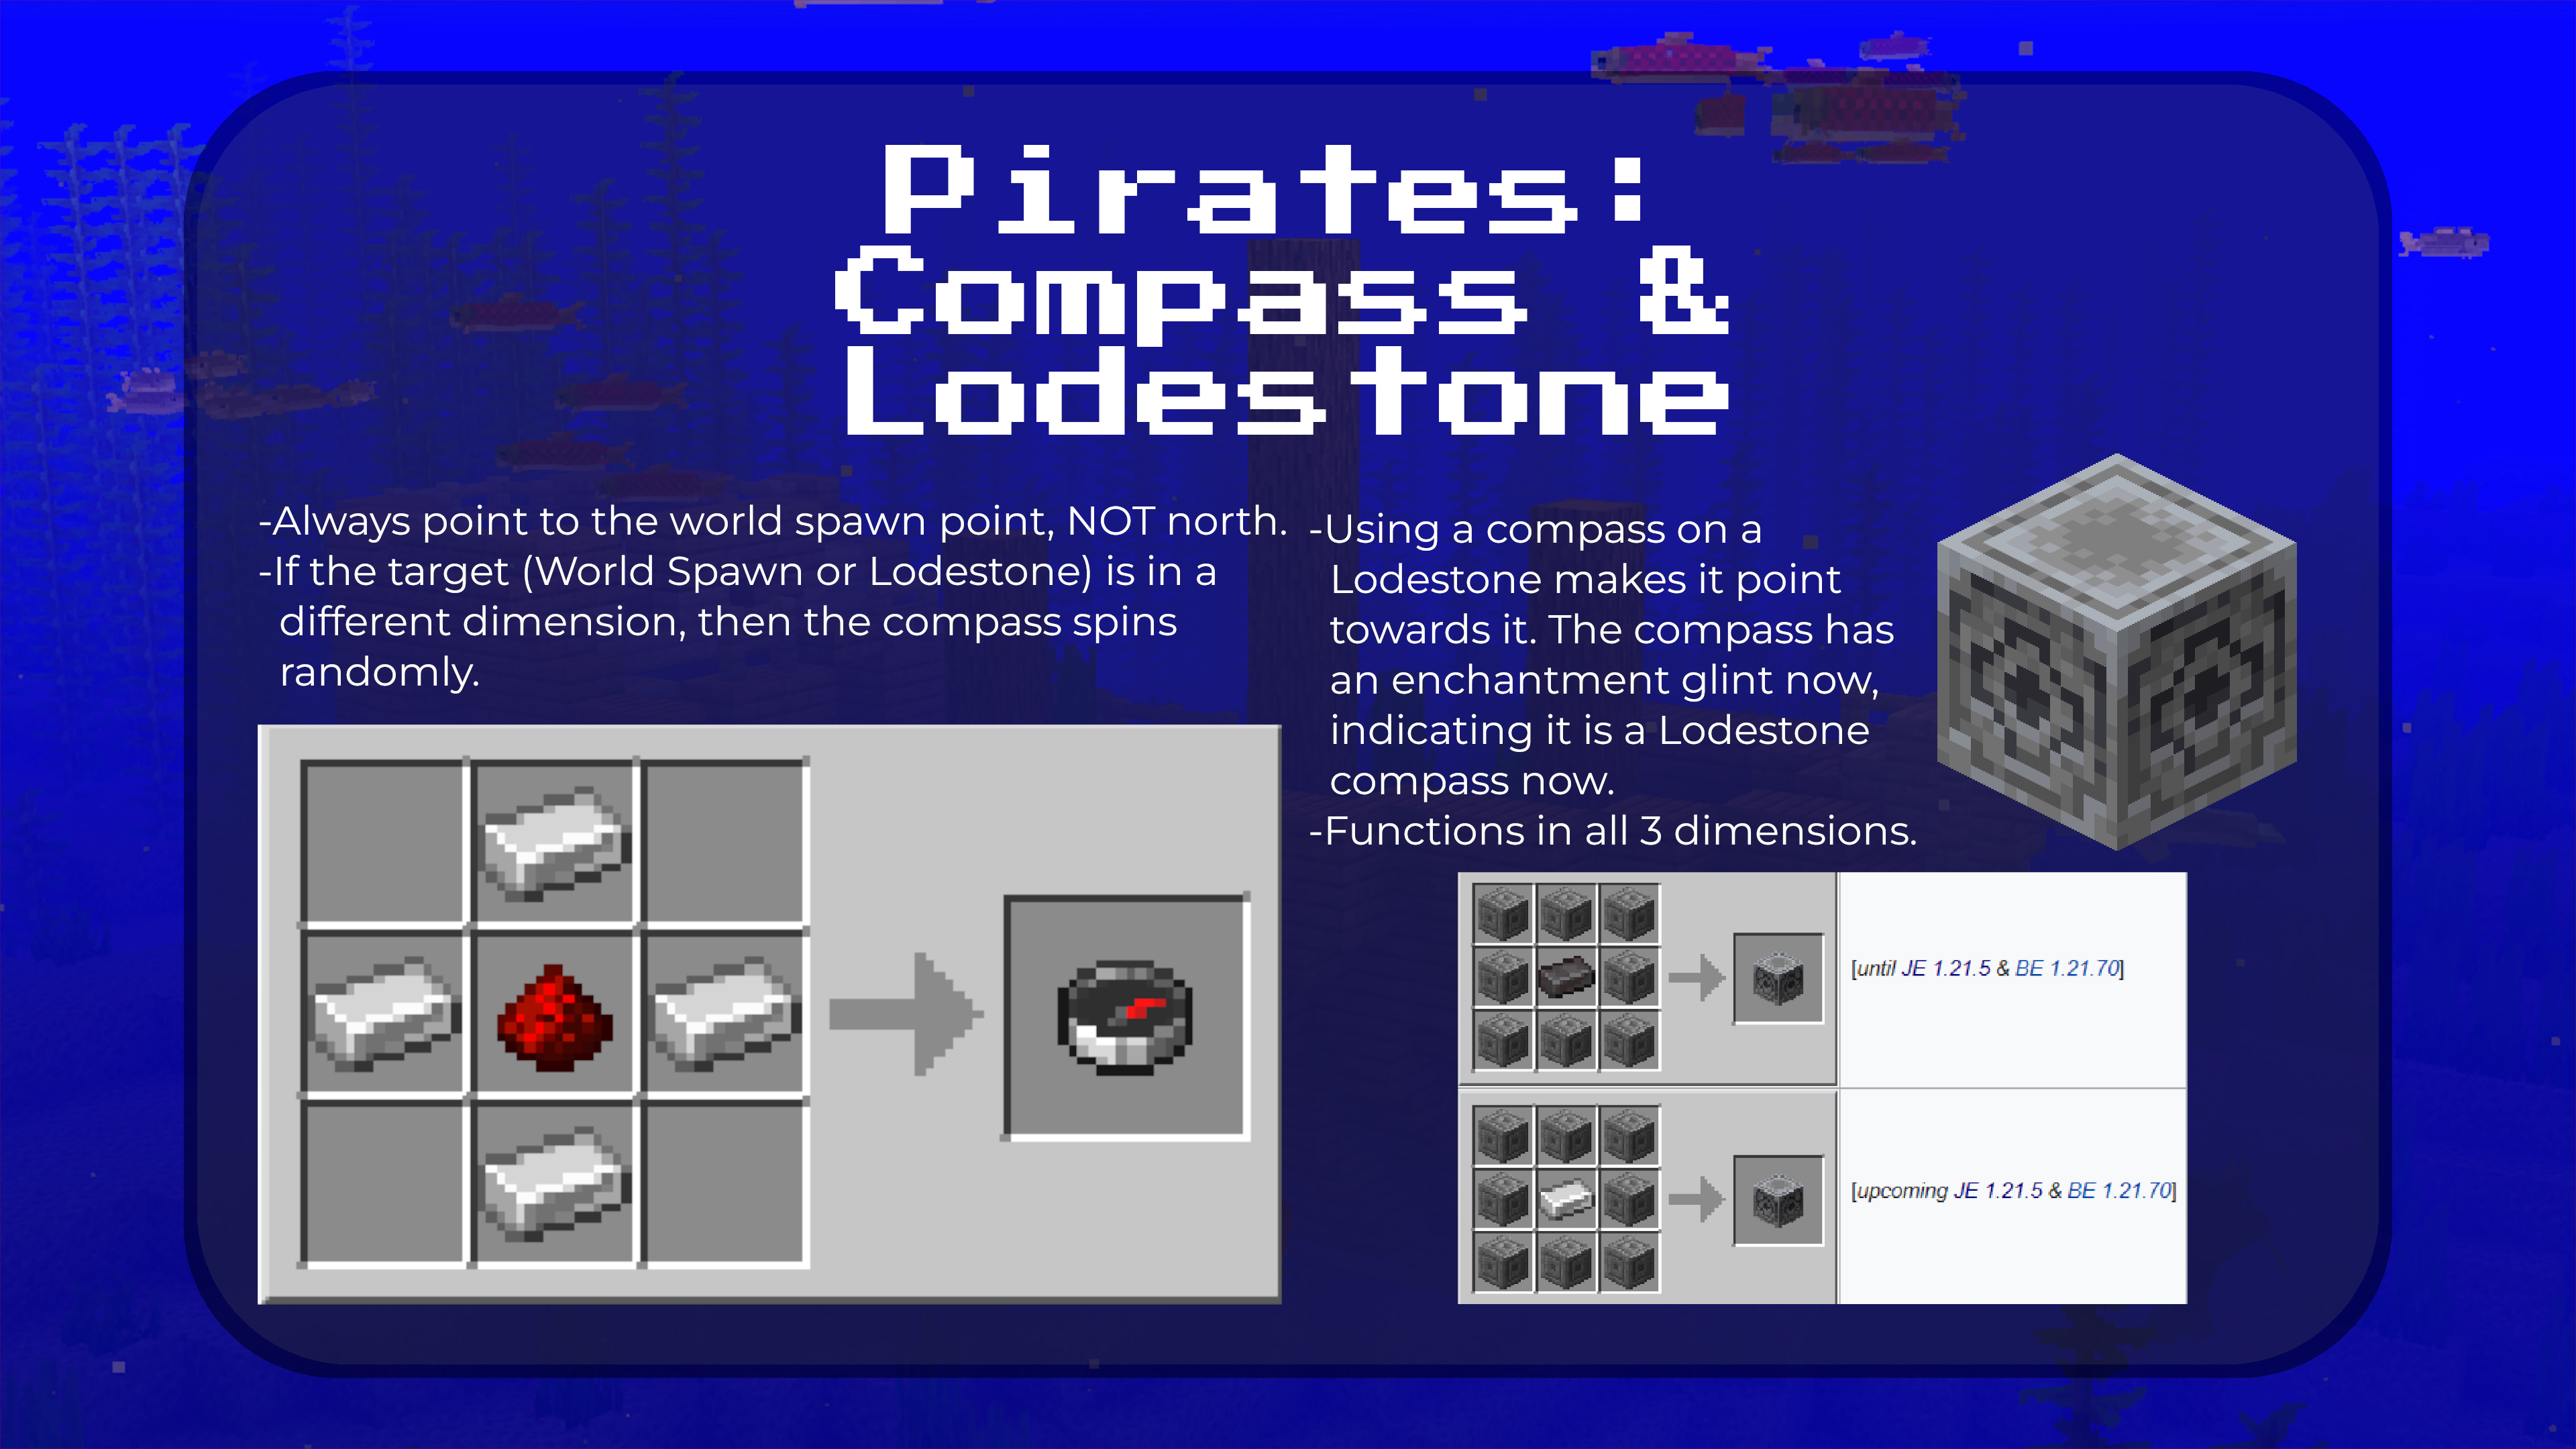 Pirates:
Compass &
Lodestone
-Always point to the world spawn point, NOT north.
-If the target (World Spawn or Lodestone) is in a
different dimension, then the compass spins
randomly.
-Using a compass on a
Lodestone makes it point
towards it. The compass has
an enchantment glint now,
indicating it is a Lodestone
compass now.
-Functions in all 3 dimensions.
[until JE 1.21.5 & BE 1.21.70]
[upcoming JE 1.21.5 & BE 1.21.70]